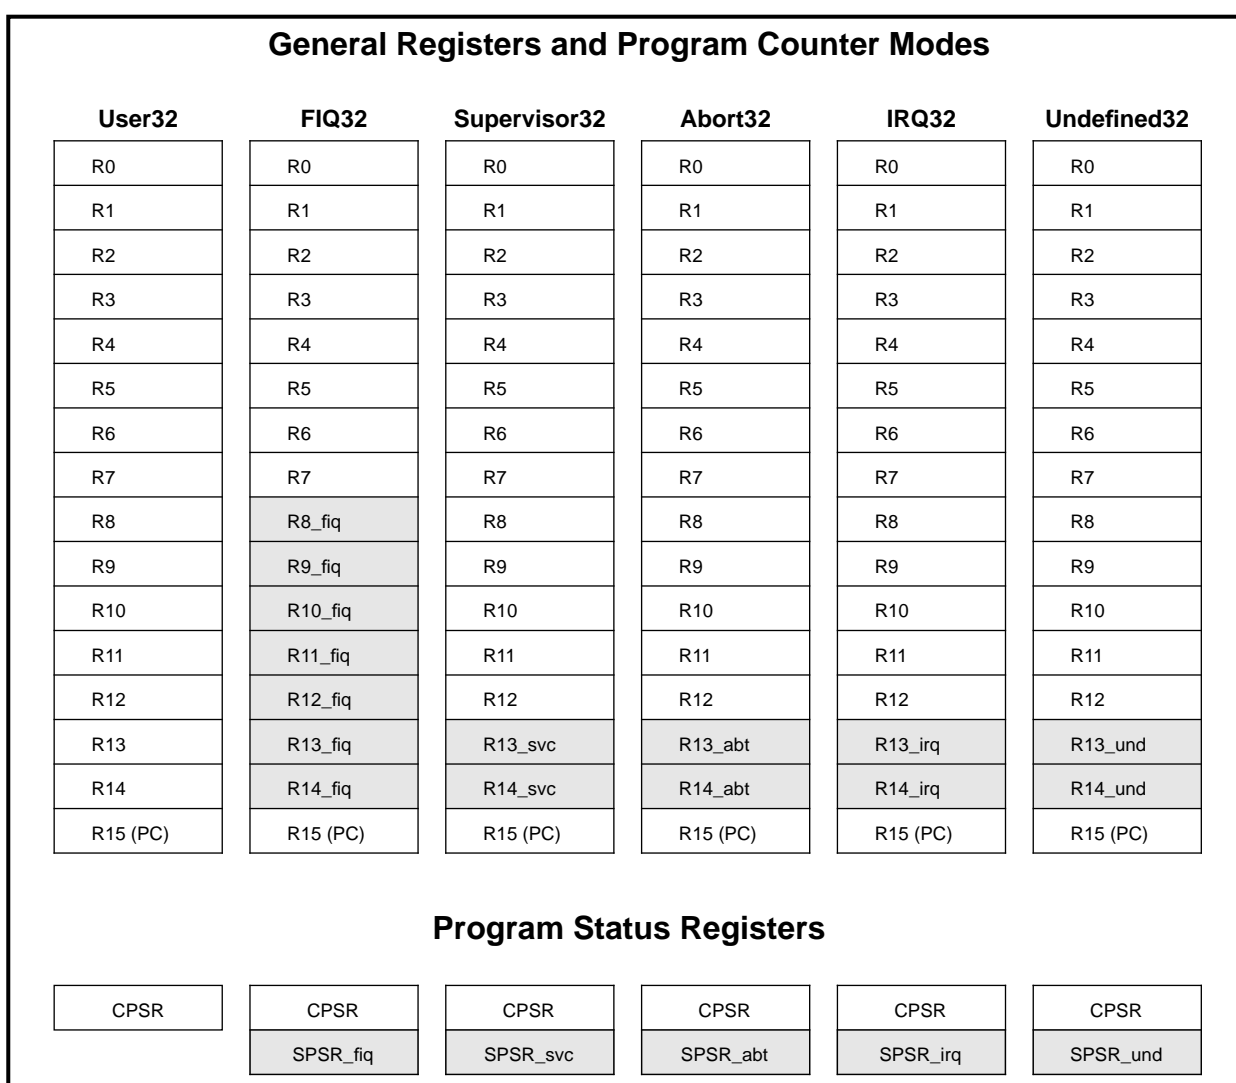 General Registers and Program Counter Modes
User32 FIQ32 Supervisor32 Abort32 IRQ32 Undefined32
R0 R0 R0 R0 R0 R0
R1 R1 R1 R1 R1 R1
R2 R2 R2 R2 R2 R2
R3 R3 R3 R3 R3 R3
R4 R4 R4 R4 R4 R4
R5 R5 R5 R5 R5 R5
R6 R6 R6 R6 R6 R6
R7 R7 R7 R7 R7 R7
R8 R8_fiq R8 R8 R8 R8
R9 R9_fiq R9 R9 R9 R9
R10 R10_fiq R10 R10 R10 R10
R11 R11_fiq R11 R11 R11 R11
R12 R12_fiq R12 R12 R12 R12
R13 R13_fiq R13_svc R13_abt R13_irq R13_und
R14 R14_fiq R14_svc R14_abt R14_irq R14_und
R15 (PC) R15 (PC) R15 (PC) R15 (PC) R15 (PC) R15 (PC)
Program Status Registers
CPSR CPSR CPSR CPSR CPSR CPSR
SPSR_fiq SPSR_svc SPSR_abt SPSR_irq SPSR_und